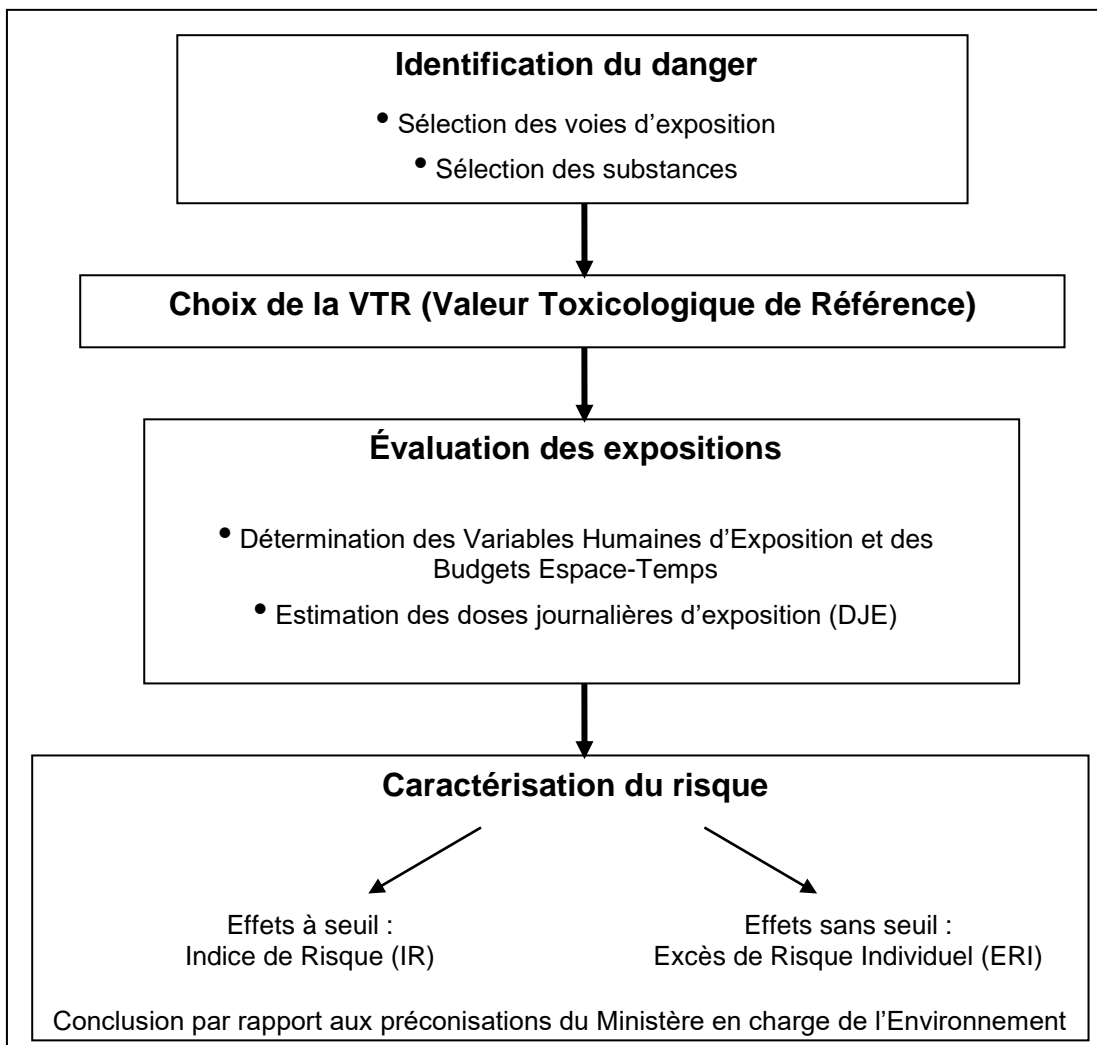 Identification du danger
• Sélection des voies d'exposition
• Sélection des substances
Choix de la VTR (Valeur Toxicologique de Référence)
Évaluation des expositions
• Détermination des Variables Humaines d'Exposition et des
Budgets Espace-Temps
• Estimation des doses journalières d'exposition (DJE)
Caractérisation du risque
Effets à seuil :
Indice de Risque (IR)
Effets sans seuil :
Excès de Risque Individuel (ERI)
Conclusion par rapport aux préconisations du Ministère en charge de l'Environnement